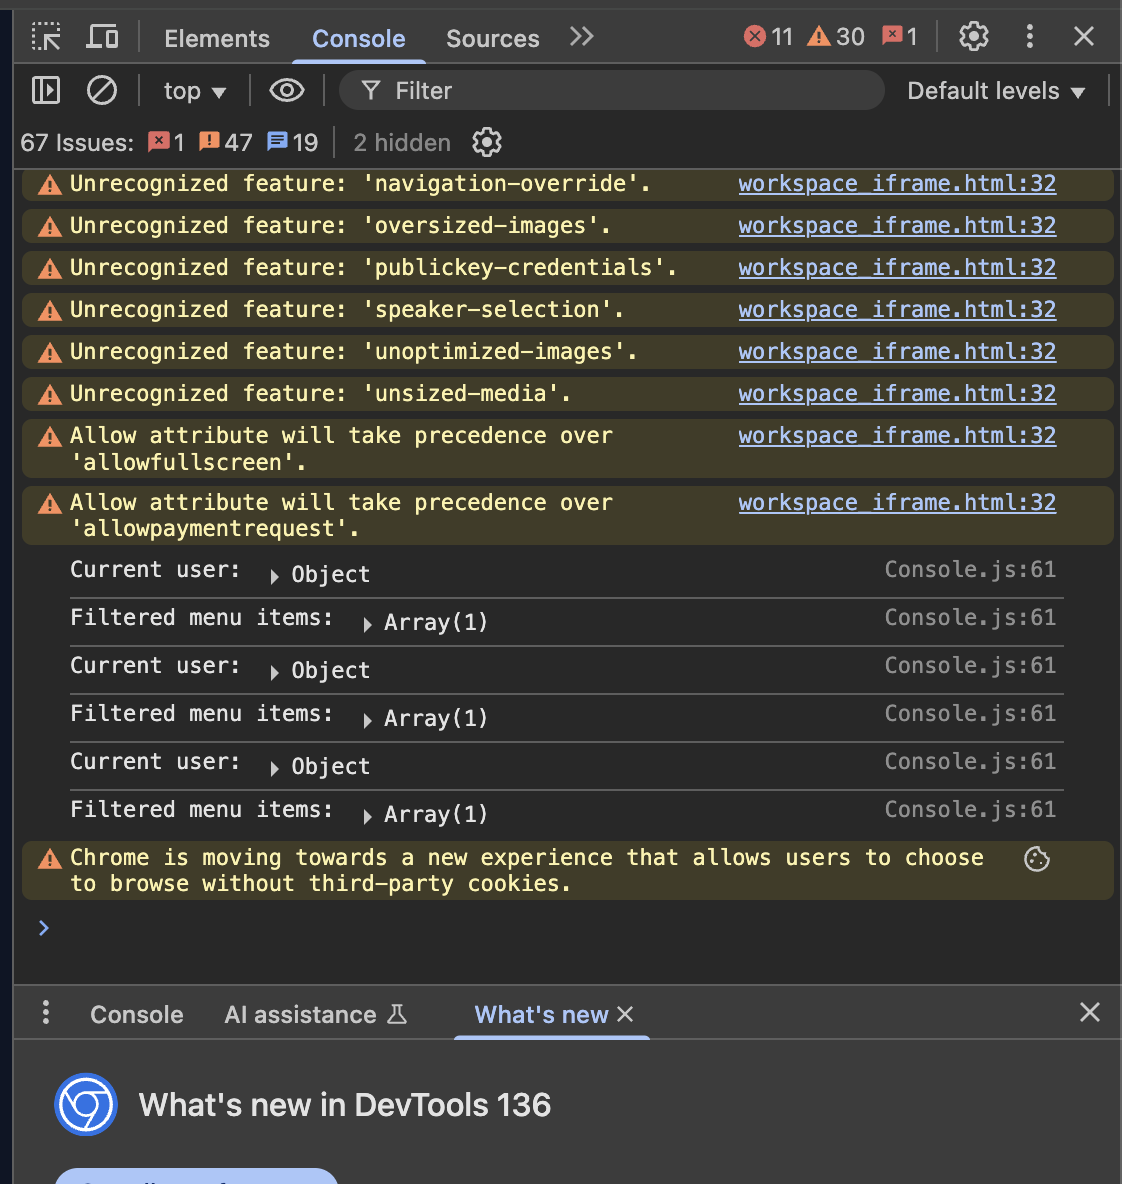 Elements Console Sources 11 30 1
top Filter Default levels
67 Issues: 1 47 19 2 hidden
Unrecognized feature: 'navigation-override'. workspace_iframe.html:32
Unrecognized feature: 'oversized-images'. workspace_iframe.html:32
Unrecognized feature: 'publickey-credentials'. workspace_iframe.html:32
Unrecognized feature: 'speaker-selection'. workspace_iframe.html:32
Unrecognized feature: 'unoptimized-images'. workspace_iframe.html:32
Unrecognized feature: 'unsized-media'. workspace_iframe.html:32
Allow attribute will take precedence over workspace_iframe.html:32
'allowfullscreen'.
Allow attribute will take precedence over workspace_iframe.html:32
'allowpaymentrequest'.
Current user: Object Console.js:61
Filtered menu items: Array(1) Console.js:61
Current user: Object Console.js:61
Filtered menu items: Array(1) Console.js:61
Current user: Object Console.js:61
Filtered menu items: Array(1) Console.js:61
Chrome is moving towards a new experience that allows users to choose
to browse without third-party cookies.
Console AI assistance What's new
What's new in DevTools 136